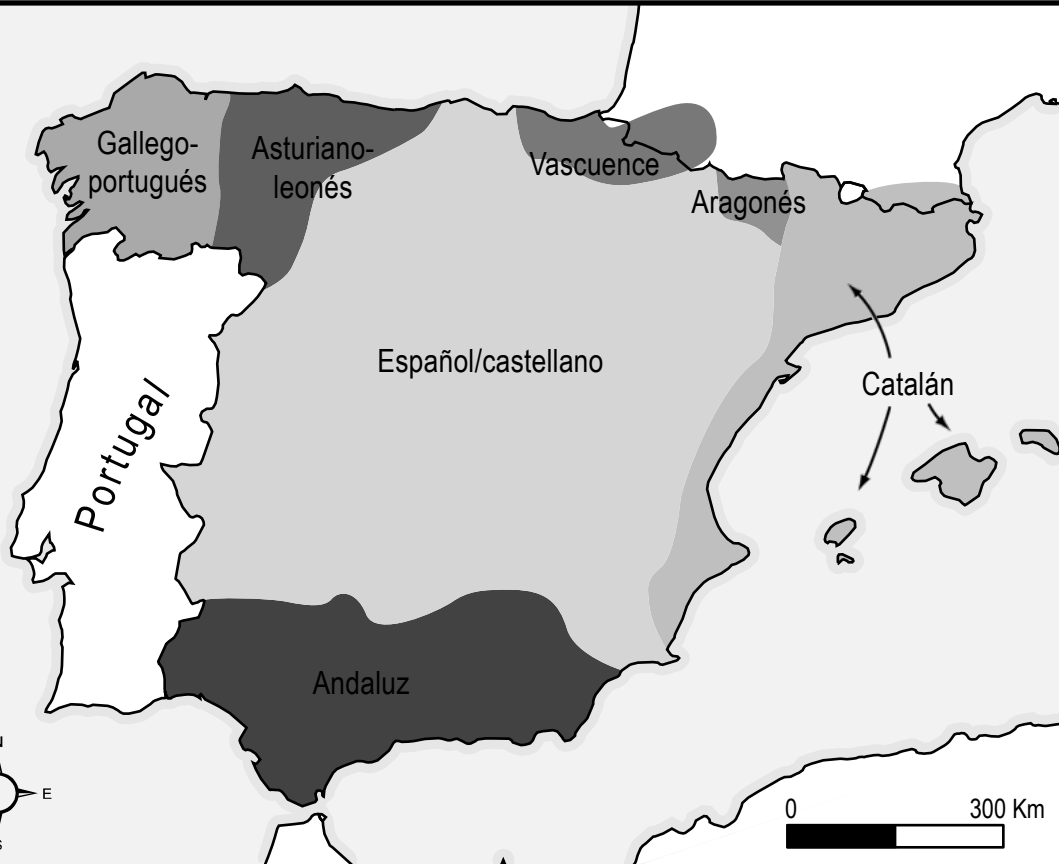 Gallego-
portugués
Asturiano-
leonés
Vascuence
Aragonés
Español/castellano
Catalán
Portugal
Andaluz
E
0 300 Km